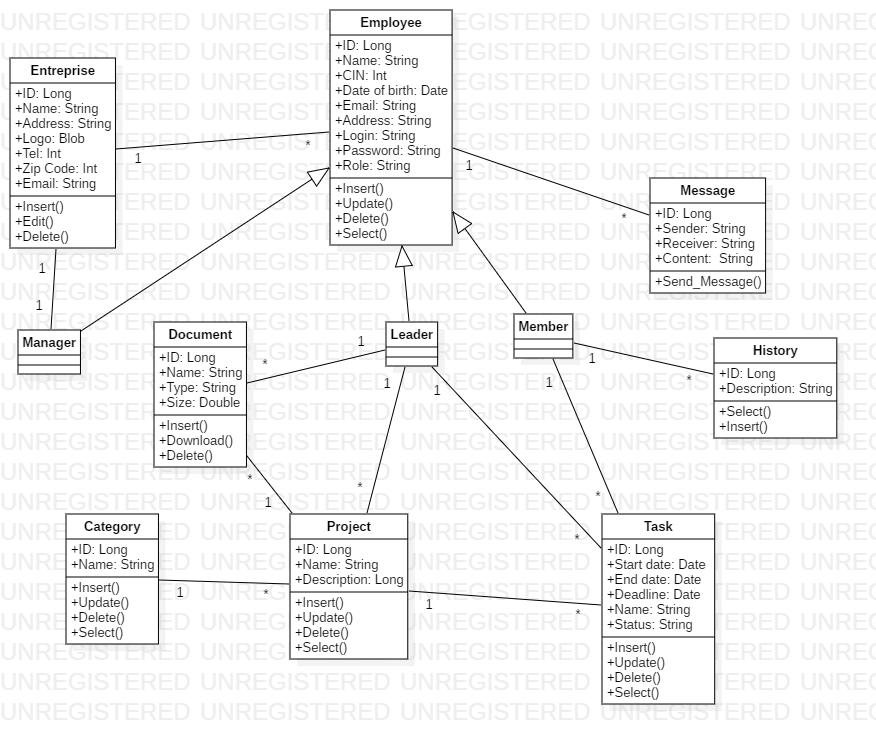 Employee
+ID: Long
+Name: String
+CIN: Int
+Date of birth: Date
+Email: String
+Address: String
+Login: String
+Password: String
+Role: String
+Insert()
+Update()
+Delete()
+Select()
Entreprise
+ID: Long
+Name: String
+Address: String
+Logo: Blob
+Tel: Int
+Zip Code: Int
+Email: String
+Insert()
+Edit()
+Delete()
1
*
1
*
1
1
Message
+ID: Long
+Sender: String
+Receiver: String
+Content:  String
+Send_Message()
Manager
Document
+ID: Long
+Name: String
+Type: String
+Size: Double
+Insert()
+Download()
+Delete()
*
1
Leader
1
1
Member
1
1
*
History
+ID: Long
+Description: String
+Select()
+Insert()
*
1
*
*
*
Category
+ID: Long
+Name: String
+Insert()
+Update()
+Delete()
+Select()
1
*
Project
+ID: Long
+Name: String
+Description: Long
+Insert()
+Update()
+Delete()
+Select()
1
*
Task
+ID: Long
+Start date: Date
+End date: Date
+Deadline: Date
+Name: String
+Status: String
+Insert()
+Update()
+Delete()
+Select()
UNREGISTERED